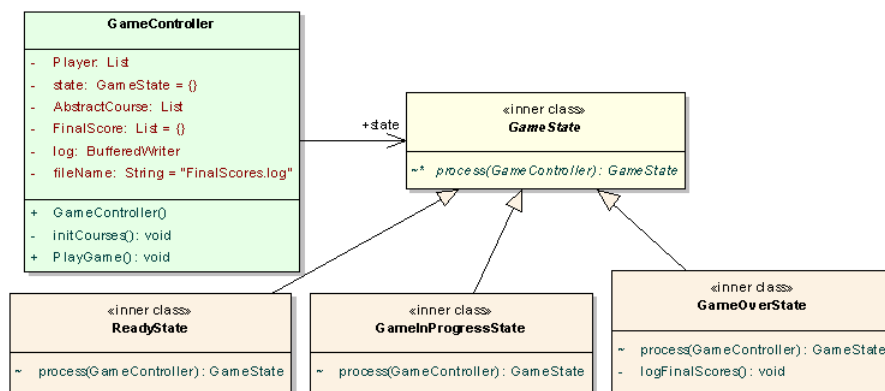 GameController
- Player: List
- state: GameState = {}
- AbstractCourse: List
- FinalScore: List = {}
- log: BufferedWriter
- fileName: String = "FinalScores.log"
+ GameController()
- initCourses(): void
+ PlayGame(): void
+state
«inner class»
GameState
~* process(GameController): GameState
«inner class»
ReadyState
~ process(GameController): GameState
«inner class»
GameInProgressState
~ process(GameController): GameState
«inner class»
GameOverState
~ process(GameController): GameState
- logFinalScores(): void